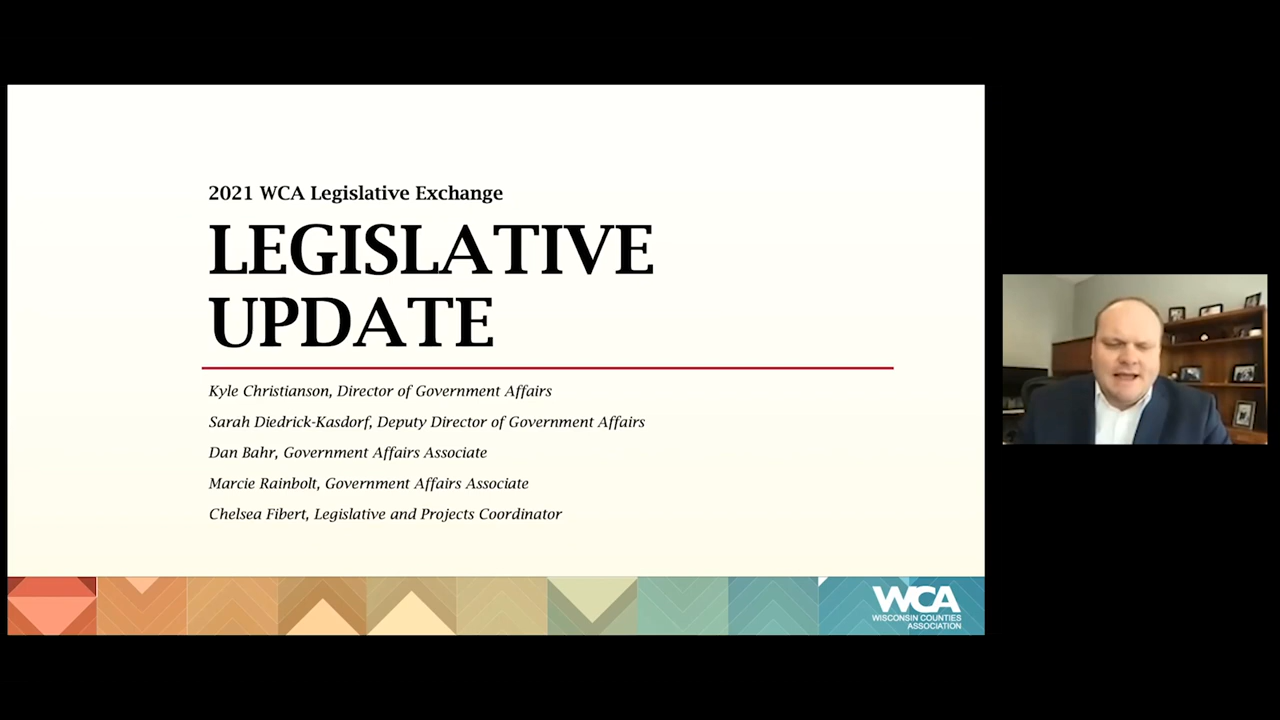 2021 WCA Legislative Exchange
LEGISLATIVE
UPDATE
Kyle Christianson, Director of Government Affairs
Sarah Diedrick-Kasdorf, Deputy Director of Government Affairs
Dan Bahr, Government Affairs Associate
Marcie Rainbolt, Government Affairs Associate
Chelsea Fibert, Legislative and Projects Coordinator
WCA
WISCONSIN COUNTIES
ASSOCIATION